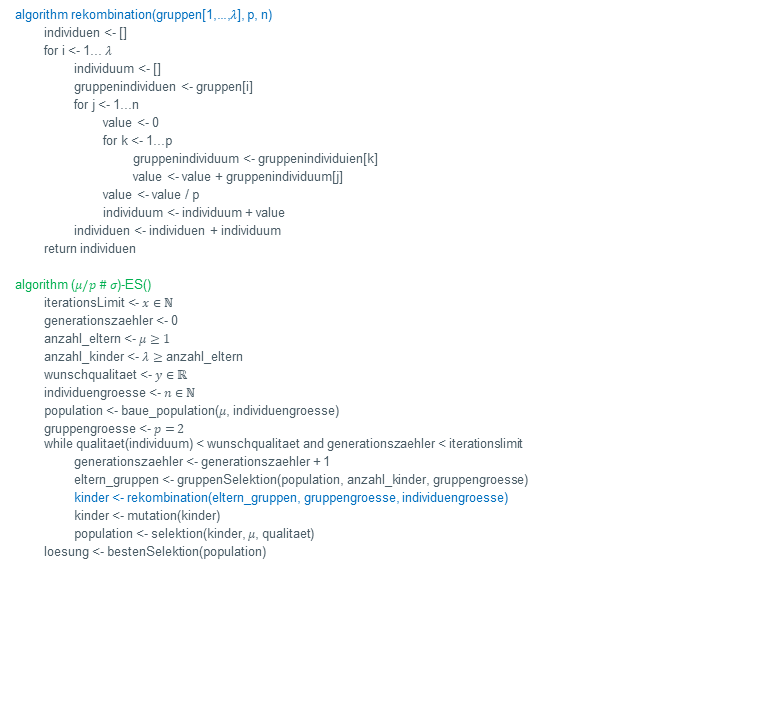 algorithm rekombination(gruppen[1,...,λ], p, n)
individuen <- []
for i <- 1... λ
individuum <- []
gruppenindividuen <- gruppen[i]
for j <- 1...n
value <- 0
for k <- 1...p
gruppenindividuum <- gruppenindividuien[k]
value <- value + gruppenindividuum[j]
value <- value / p
individuum <- individuum + value
individuen <- individuen + individuum
return individuen
algorithm (μ/p # σ)-ES()
iterationsLimit <- x ∈ ℕ
generationszaehler <- 0
anzahl_eltern <- μ ≥ 1
anzahl_kinder <- λ ≥ anzahl_eltern
wunschqualitaet <- y ∈ ℝ
individuengroesse <- n ∈ ℕ
population <- baue_population(μ, individuengroesse)
gruppengroesse <- p = 2
while qualitaet(individuum) < wunschqualitaet and generationszaehler < iterationslimit
generationszaehler <- generationszaehler + 1
eltern_gruppen <- gruppenSelektion(population, anzahl_kinder, gruppengroesse)
kinder <- rekombination(eltern_gruppen, gruppengroesse, individuengroesse)
kinder <- mutation(kinder)
population <- selektion(kinder, μ, qualitaet)
loesung <- bestenSelektion(population)